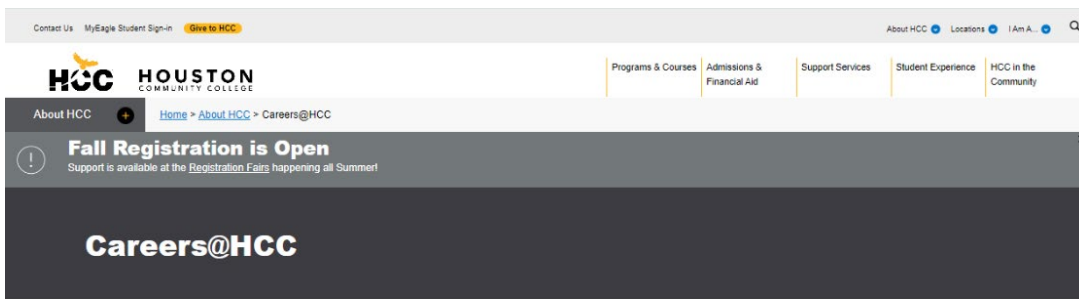 Contact Us MyEagle Student Sign-in Give to HCC About HCC Locations I Am A...
HCC HOUSTON
COMMUNITY COLLEGE
Programs & Courses Admissions & Support Services Student Experience HCC in the
Financial Aid Community
About HCC Home > About HCC > Careers@HCC
Fall Registration is Open
Support is available at the Registration Fairs happening all Summer!
Careers@HCC